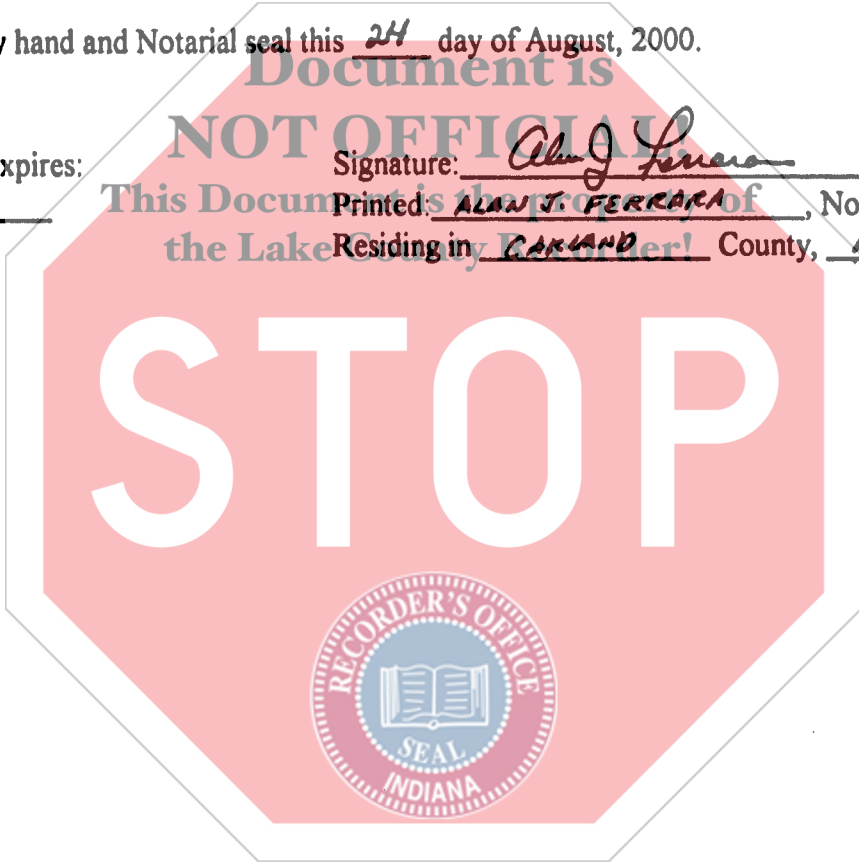 hand and Notarial seal this 24 day of August, 2000.
Document is
NOT OFFICIAL!
xpires:
Signature: Alan J Ferrara
This Document is the property of
Printed: ALAN J. FERRARA, No
the Lake County Recorder!
Residing in OAKLAND County,
STOP
RECORDER'S OFFICE
SEAL
INDIANA